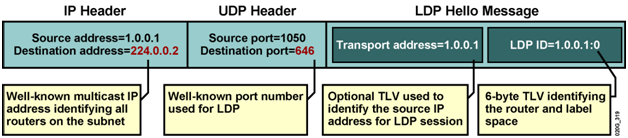 IP Header
UDP Header
LDP Hello Message
Source address=1.0.0.1
Destination address=224.0.0.2
Source port=1050
Destination port=646
Transport address=1.0.0.1
LDP ID=1.0.0.1:0
Well-known multicast IP
address identifying all
routers on the subnet
Well-known port number
used for LDP
Optional TLV used to
identify the source IP
address for LDP session
6-byte TLV identifying
the router and label
space